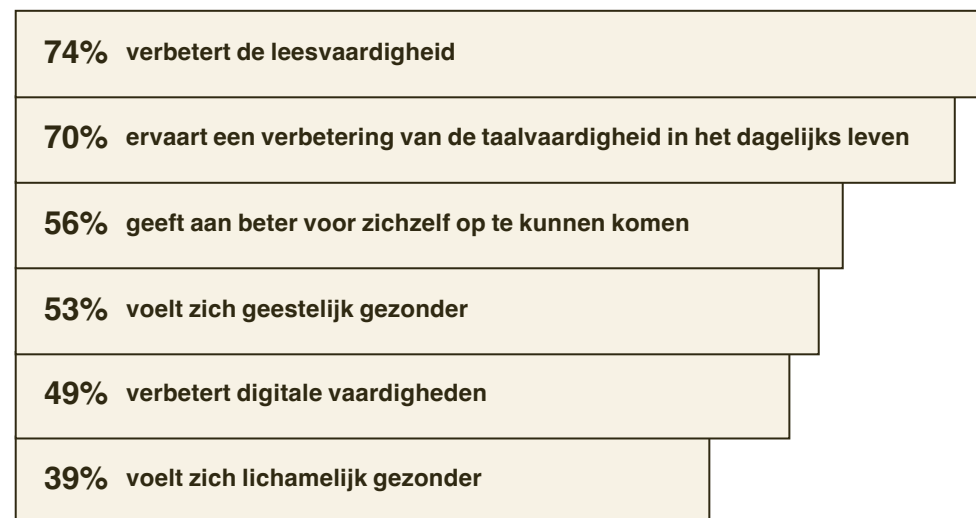 74% verbetert de leesvaardigheid
70% ervaart een verbetering van de taalvaardigheid in het dagelijks leven
56% geeft aan beter voor zichzelf op te kunnen komen
53% voelt zich geestelijk gezonder
49% verbetert digitale vaardigheden
39% voelt zich lichamelijk gezonder